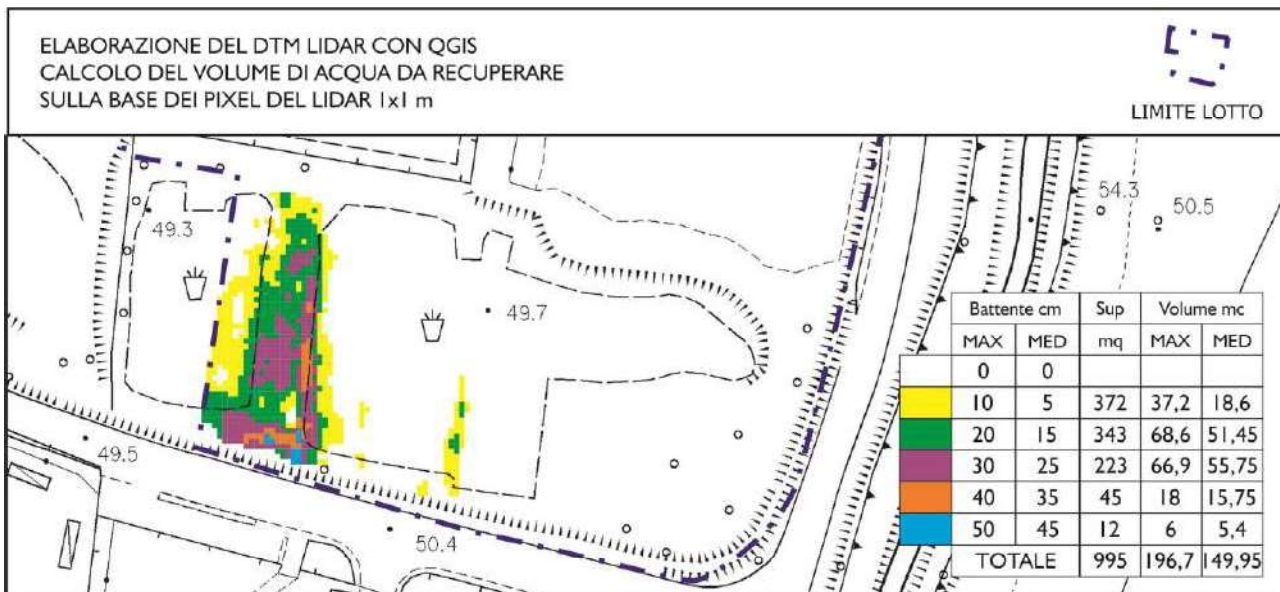 ELABORAZIONE DEL DTM LIDAR CON QGIS
CALCOLO DEL VOLUME DI ACQUA DA RECUPERARE
SULLA BASE DEI PIXEL DEL LIDAR 1x1 m
LIMITE LOTTO
54.3
50.5
49.3
49.7
49.5
50.4
Battente cm Sup Volume mc
MAX MED mq MAX MED
0 0
10 5 372 37,2 18,6
20 15 343 68,6 51,45
30 25 223 66,9 55,75
40 35 45 18 15,75
50 45 12 6 5,4
TOTALE 995 196,7 149,95